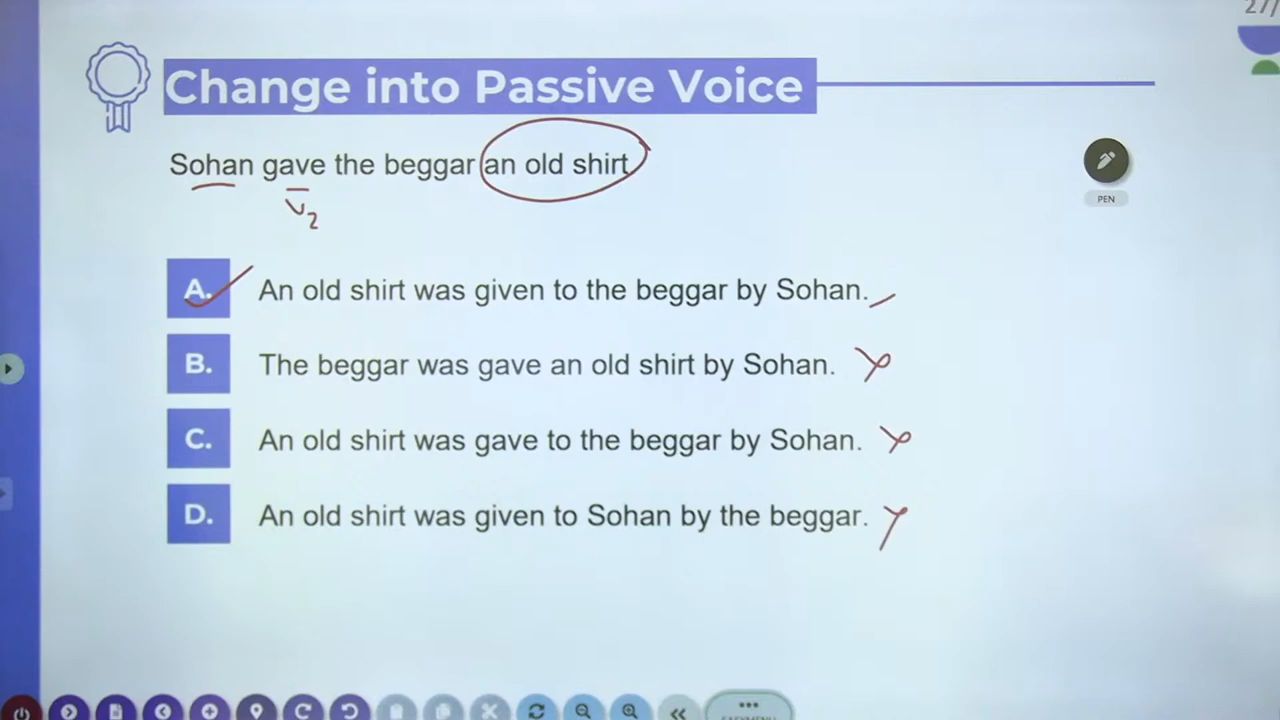 27/
Change into Passive Voice
Sohan gave the beggar an old shirt
V2
PEN
A. An old shirt was given to the beggar by Sohan.
B. The beggar was gave an old shirt by Sohan.
C. An old shirt was gave to the beggar by Sohan.
D. An old shirt was given to Sohan by the beggar.